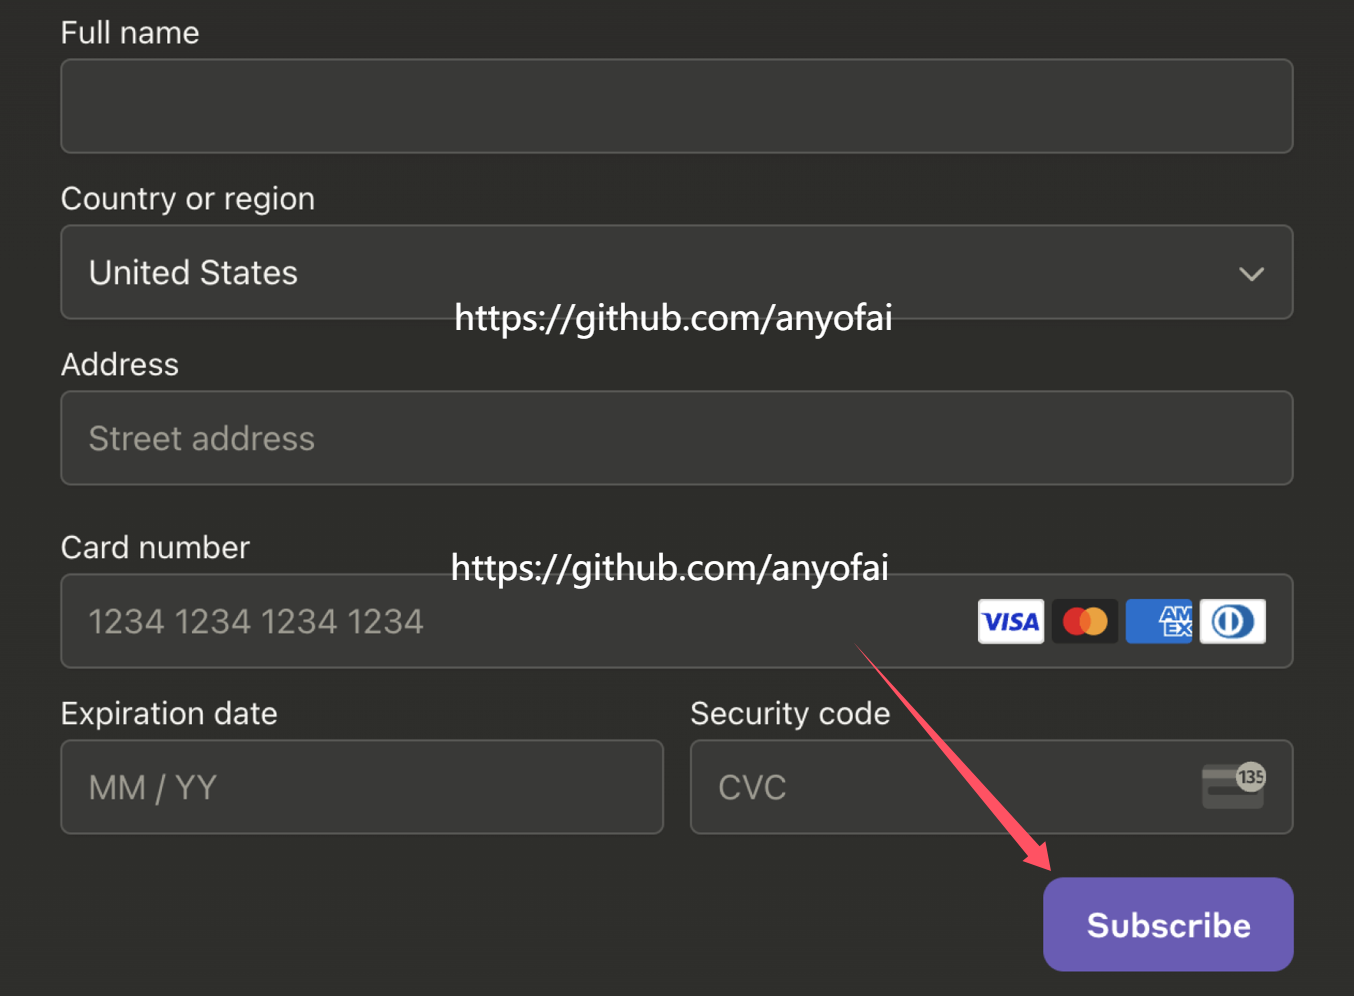 Full name
Country or region
United States
https://github.com/anyofai
Address
Street address
Card number
https://github.com/anyofai
1234 1234 1234 1234
VISA
AM
EX
Expiration date
Security code
MM / YY
CVC
135
Subscribe